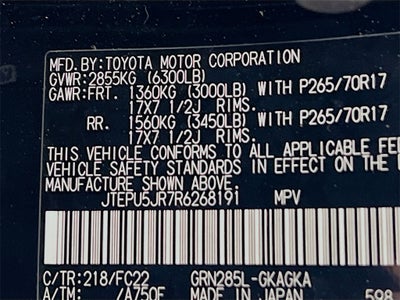 MFD.BY:TOYOTA MOTOR CORPORATION
GVWR:2855KG (6300LB)
GAWR:FRT. 1360KG (3000LB) WITH P265/70R17
17X7 1/2J RIMS.
RR. 1560KG (3450LB) WITH P265/70R17
17X7 1/2J RIMS.
THIS VEHICLE CONFORMS TO ALL APPLICABLE FE
VEHICLE SAFETY STANDARDS IN EFFECT ON THE
MANUFACTURE SHOWN ABOVE.
JTEPU5JR7R6268191 MPV
C/TR:218/FC22 GRN285L-GKAGKA
A/TM: /A750F MADE IN JAPAN 598